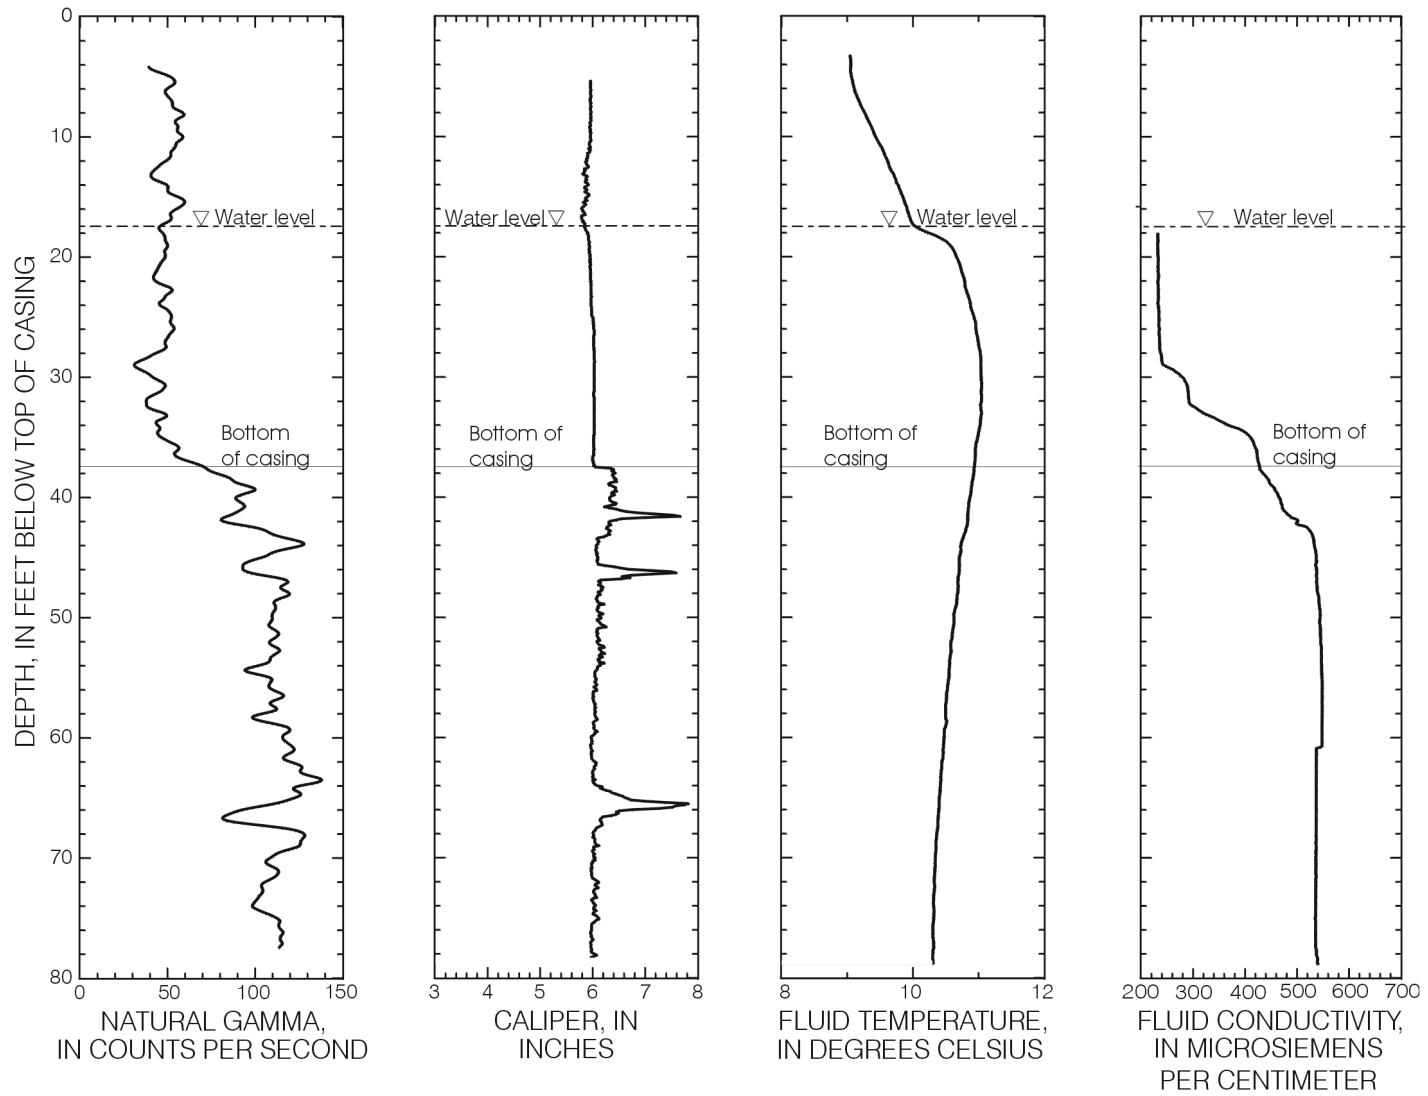 DEPTH, IN FEET BELOW TOP OF CASING
0
10
20
30
40
50
60
70
80
Water level
Bottom
of casing
0 50 100 150
NATURAL GAMMA,
IN COUNTS PER SECOND
Water level
Bottom of
casing
3 4 5 6 7 8
CALIPER, IN
INCHES
Water level
Bottom of
casing
8 10 12
FLUID TEMPERATURE,
IN DEGREES CELSIUS
Water level
Bottom of
casing
200 300 400 500 600 700
FLUID CONDUCTIVITY,
IN MICROSIEMENS
PER CENTIMETER